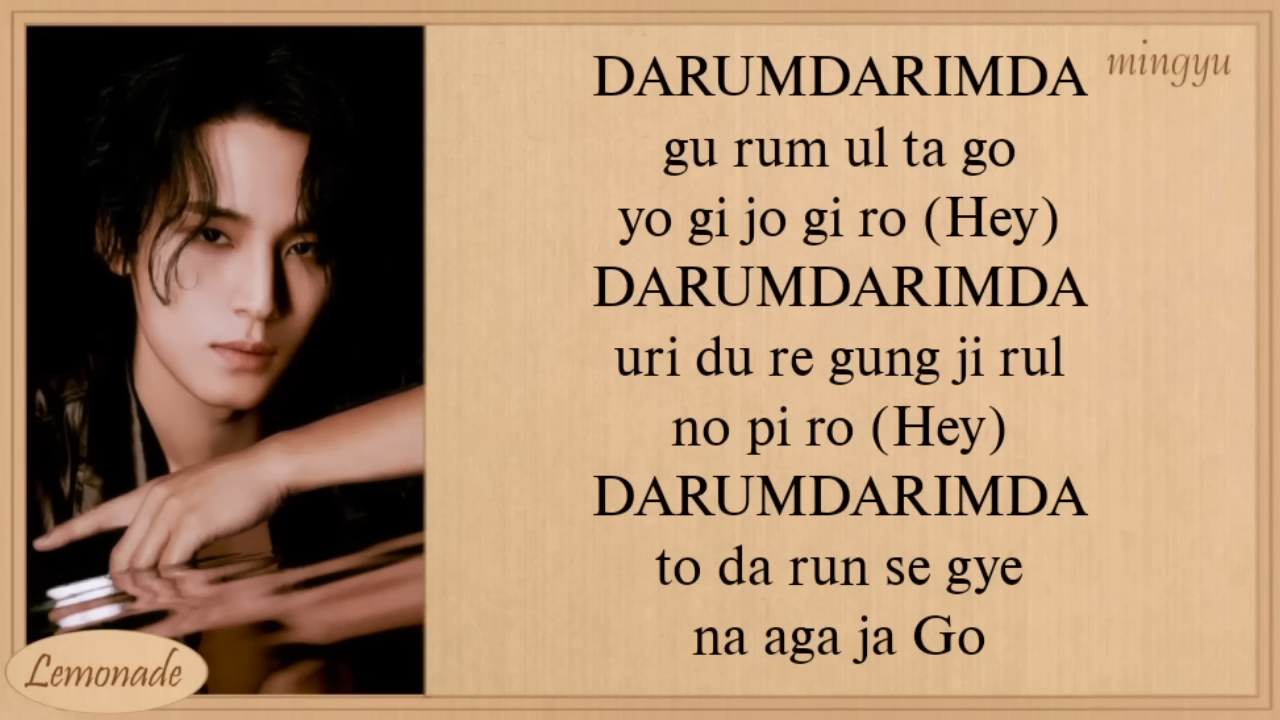 DARUMDARIMDA
mingyu
gu rum ul ta go
yo gi jo gi ro (Hey)
DARUMDARIMDA
uri du re gung ji rul
no pi ro (Hey)
DARUMDARIMDA
to da run se gye
na aga ja Go
Lemonade